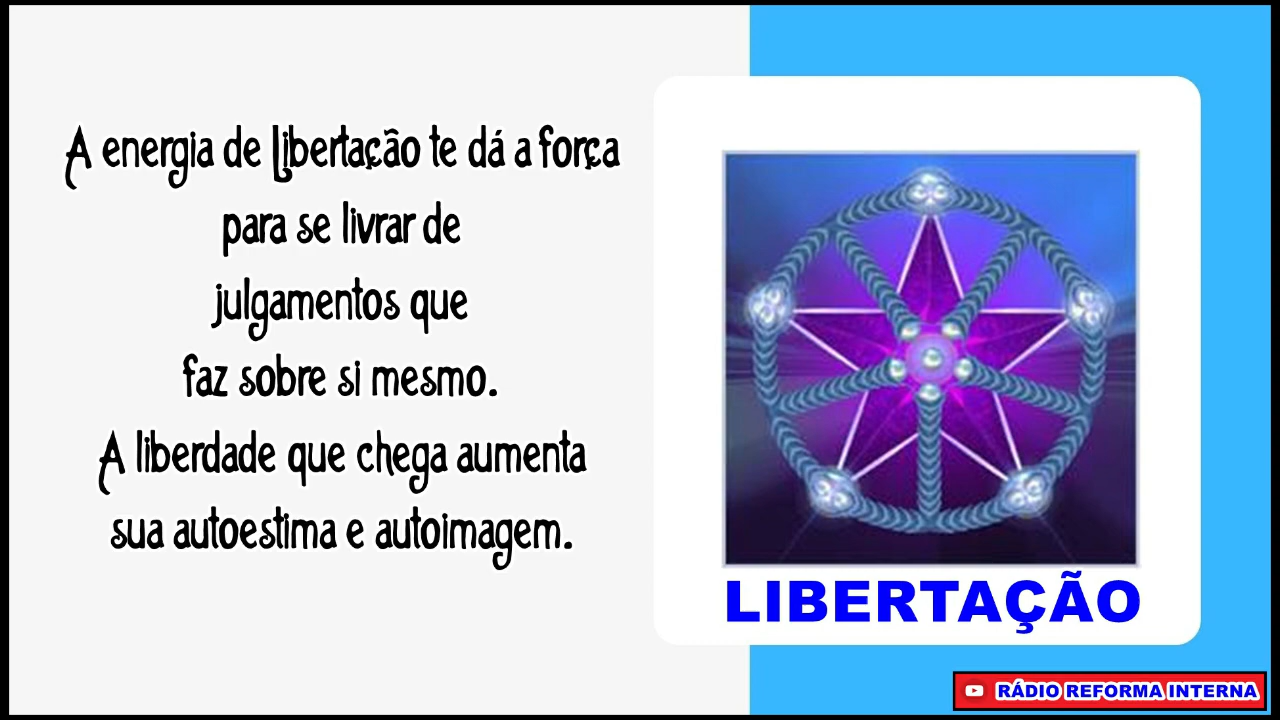 A energia de Libertação te dá a força
para se livrar de
julgamentos que
faz sobre si mesmo.
A liberdade que chega aumenta
sua autoestima e autoimagem.
LIBERTAÇÃO
RÁDIO REFORMA INTERNA